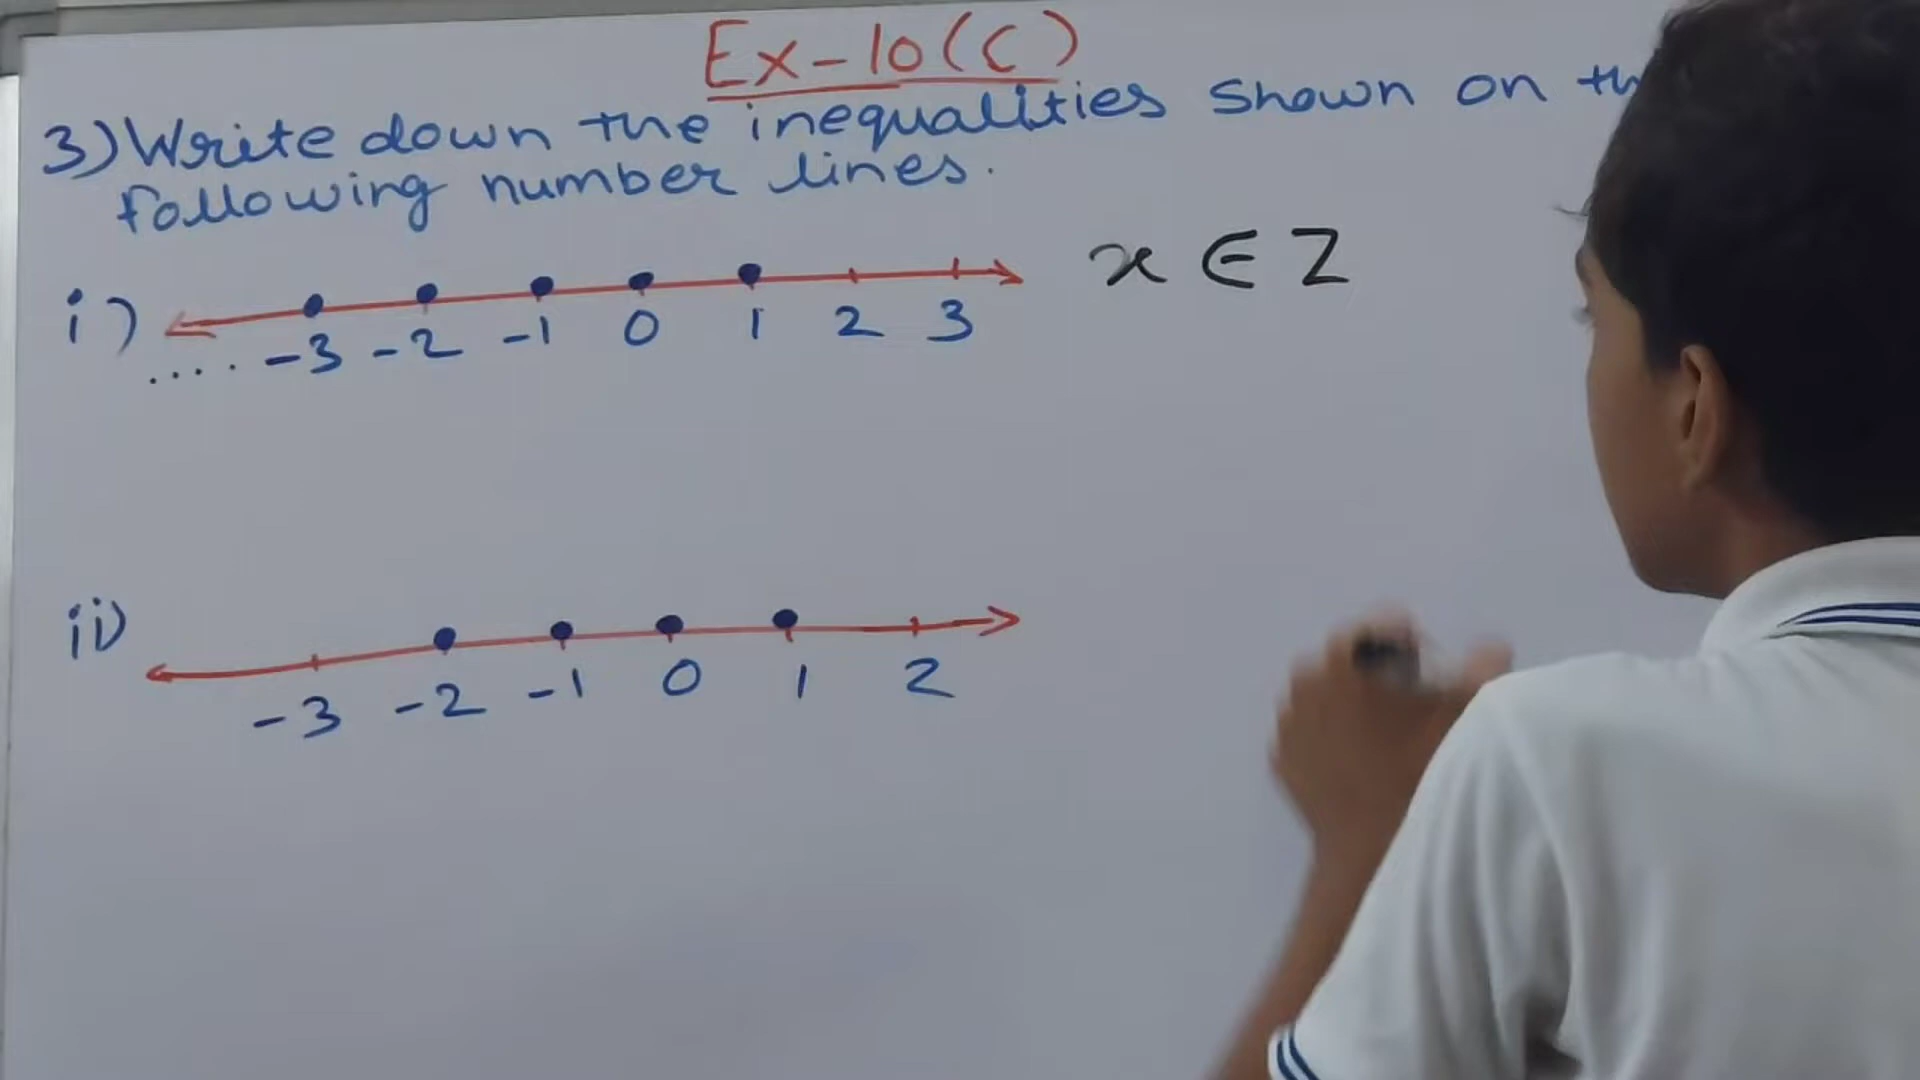 Ex-10(C)
3) Write down the inequalities shown on
following number lines.
i) x ∈ Z
.... -3 -2 -1 0 1 2 3
ii)
-3 -2 -1 0 1 2